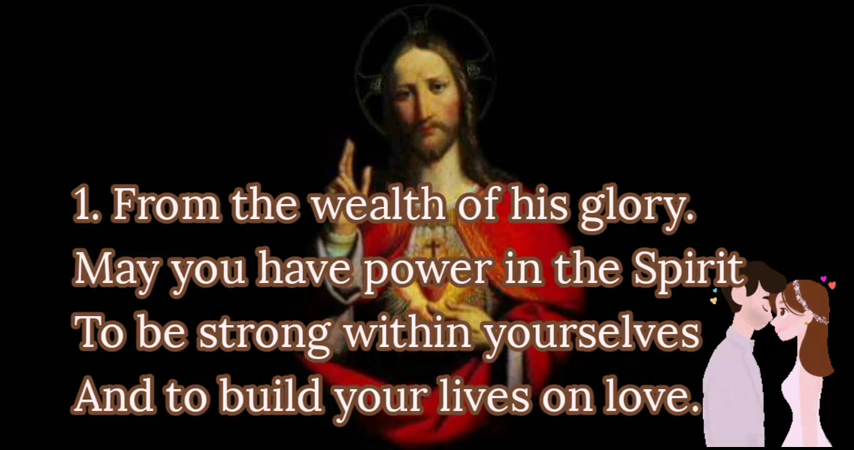 1. From the wealth of his glory.
May you have power in the Spirit
To be strong within yourselves
And to build your lives on love.